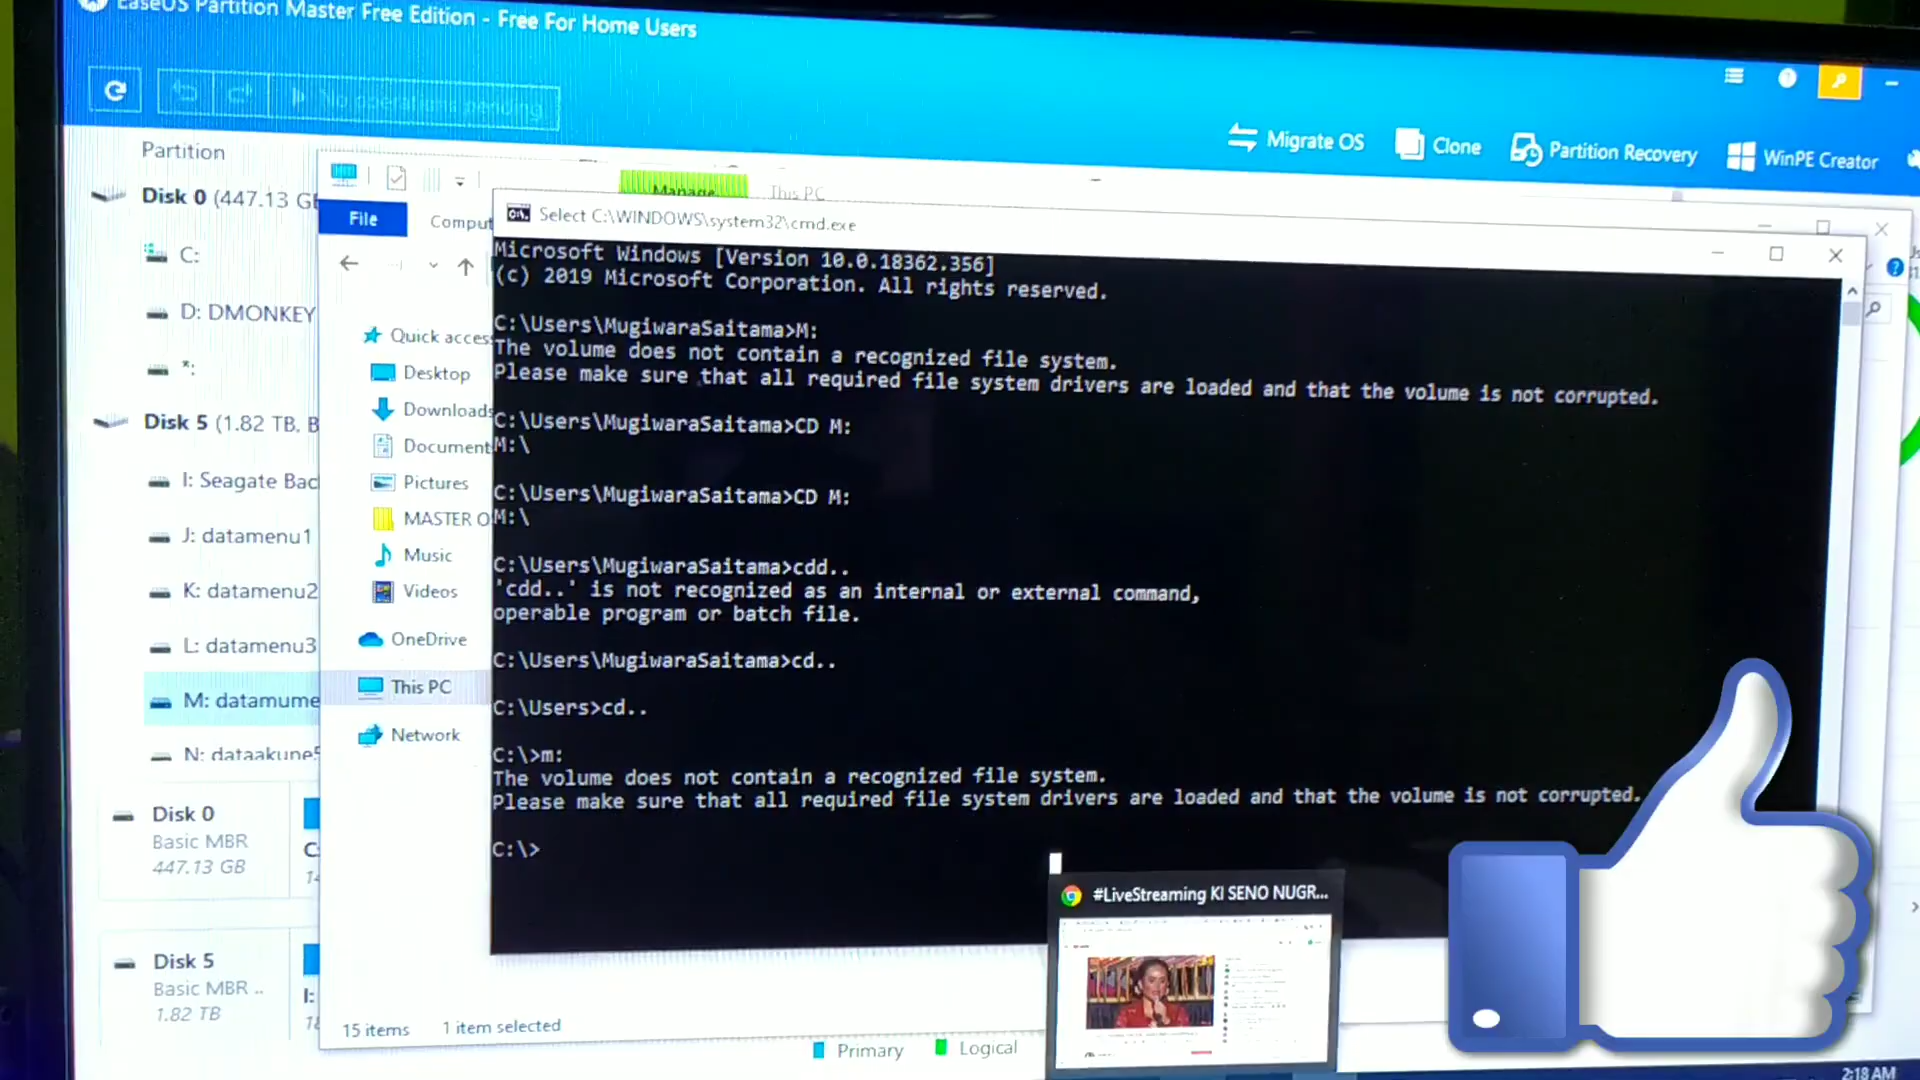 EaseUS Partition Master Free Edition - Free For Home Users
No operations pending
Migrate OS
Clone
Partition Recovery
WinPE Creator
Partition
Disk 0 (447.13 G
C:
D: DMONKEY
*:
Disk 5 (1.82 TB, B
I: Seagate Bac
J: datamenu1
K: datamenu2
L: datamenu3
M: datamume
N: dataakune5
Disk 0
Basic MBR
447.13 GB
C:
Disk 5
Basic MBR ..
1.82 TB
I:
Manage
This PC
File
Comput
Quick acces
Desktop
Downloads
Document
Pictures
MASTER O
Music
Videos
OneDrive
This PC
Network
15 items
1 item selected
Primary
Logical
Select C:\WINDOWS\system32\cmd.exe
Microsoft Windows [Version 10.0.18362.356]
(c) 2019 Microsoft Corporation. All rights reserved.
C:\Users\MugiwaraSaitama>M:
The volume does not contain a recognized file system.
Please make sure that all required file system drivers are loaded and that the volume is not corrupted.
C:\Users\MugiwaraSaitama>CD M:
M:\
C:\Users\MugiwaraSaitama>CD M:
M:\
C:\Users\MugiwaraSaitama>cdd..
'cdd..' is not recognized as an internal or external command,
operable program or batch file.
C:\Users\MugiwaraSaitama>cd..
C:\Users>cd..
C:\>m:
The volume does not contain a recognized file system.
Please make sure that all required file system drivers are loaded and that the volume is not corrupted.
C:\>
#LiveStreaming KI SENO NUGR...
2:18 AM